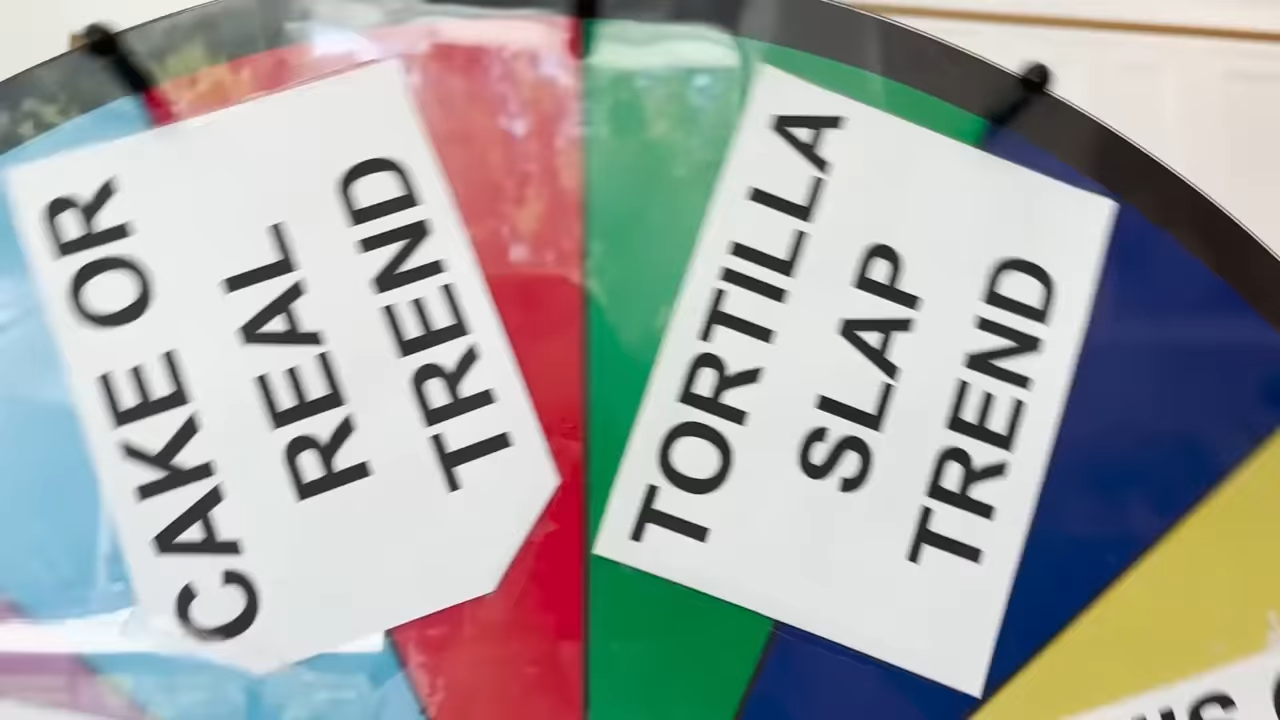 CAKE OR
REAL
TREND
TORTILLA
SLAP
TREND